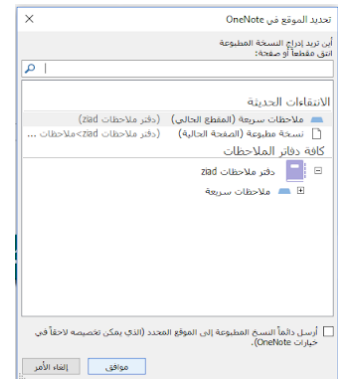 تحديد الموقع في OneNote
أين تريد إدراج النسخة المطبوعة
انتق مقطعاً أو صفحة:
الانتقاءات الحديثة
ملاحظات سريعة (المقطع الحالي) (دفتر ملاحظات ziad)
نسخة مطبوعة (الصفحة الحالية) (دفتر ملاحظات ziad>ملاحظات ...
كافة دفاتر الملاحظات
دفتر ملاحظات ziad
ملاحظات سريعة
أرسل دائماً النسخ المطبوعة إلى الموقع المحدد (الذي يمكن تخصيصه لاحقاً في
خيارات OneNote).
موافق
إلغاء الأمر